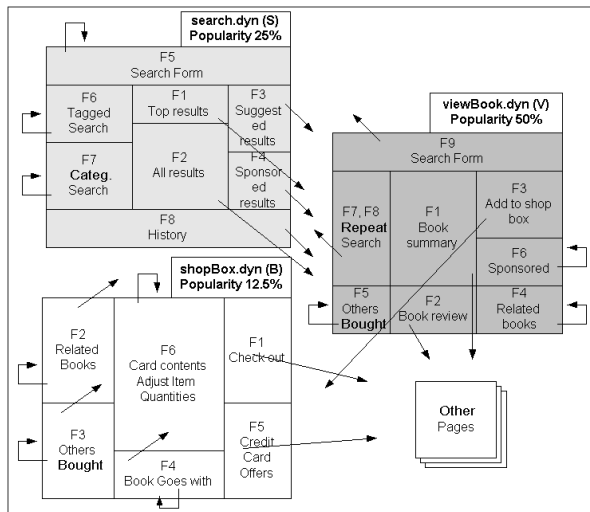 search.dyn (S)
Popularity 25%
F5
Search Form
F6
Tagged
Search
F1
Top results
F3
Suggest
ed
results
F7
Categ.
Search
F2
All results
F4
Sponsor
ed
results
F8
History
viewBook.dyn (V)
Popularity 50%
F9
Search Form
F7, F8
Repeat
Search
F1
Book
summary
F3
Add to shop
box
F6
Sponsored
F5
Others
Bought
F2
Book review
F4
Related
books
shopBox.dyn (B)
Popularity 12.5%
F2
Related
Books
F6
Card contents
Adjust Item
Quantities
F1
Check out
F3
Others
Bought
F4
Book Goes with
F5
Credit
Card
Offers
Other
Pages